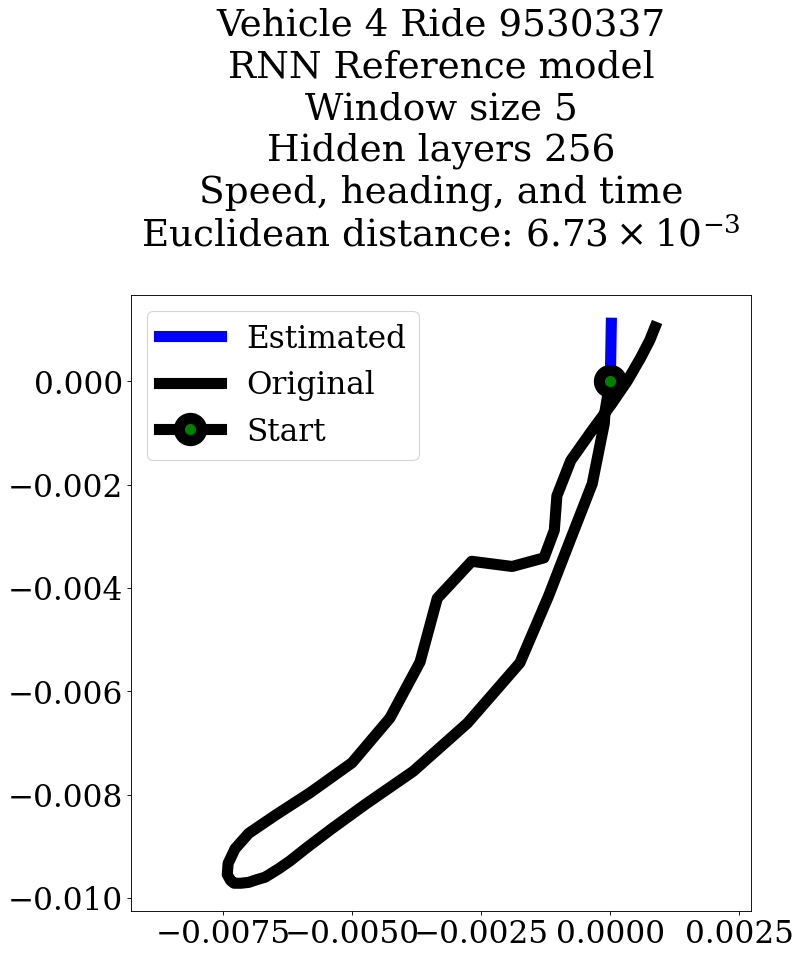 Vehicle 4 Ride 9530337
RNN Reference model
Window size 5
Hidden layers 256
Speed, heading, and time
Euclidean distance: 6.73 × 10⁻³
Estimated
Original
Start
0.000
−0.002
−0.004
−0.006
−0.008
−0.010
−0.0075 −0.0050 −0.0025 0.0000 0.0025